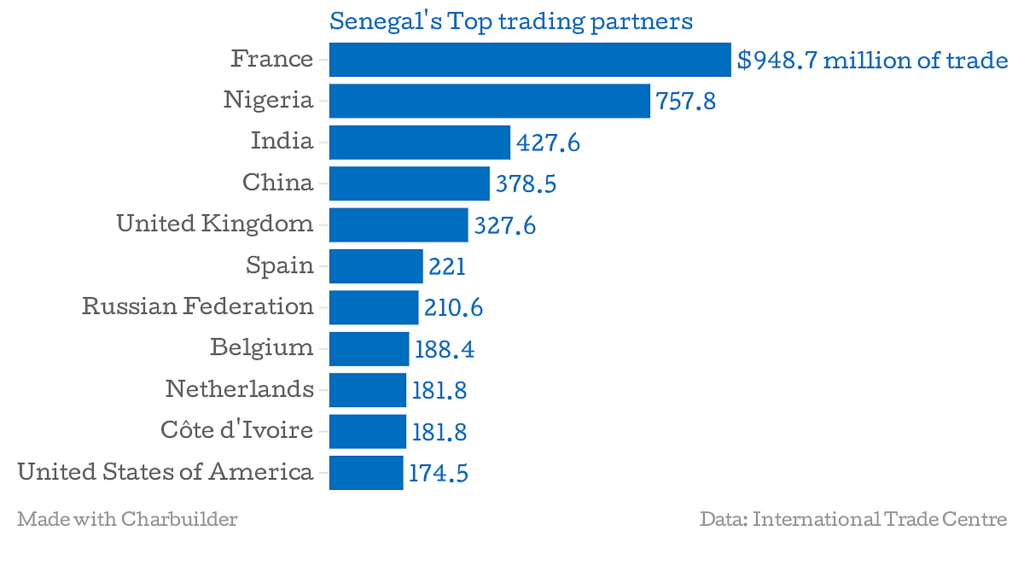 Senegal's Top trading partners
France $948.7 million of trade
Nigeria 757.8
India 427.6
China 378.5
United Kingdom 327.6
Spain 221
Russian Federation 210.6
Belgium 188.4
Netherlands 181.8
Côte d'Ivoire 181.8
United States of America 174.5
Made with Charbuilder Data: International Trade Centre